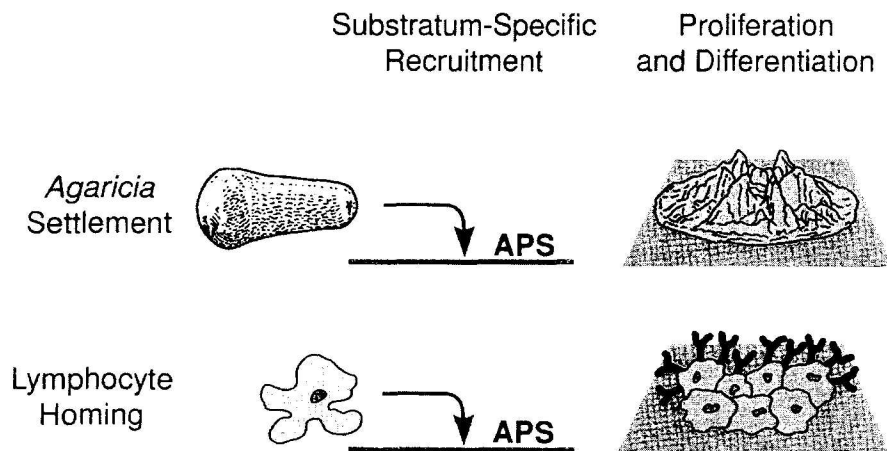 Substratum-Specific
Recruitment
Proliferation
and Differentiation
Agaricia
Settlement
APS
Lymphocyte
Homing
APS